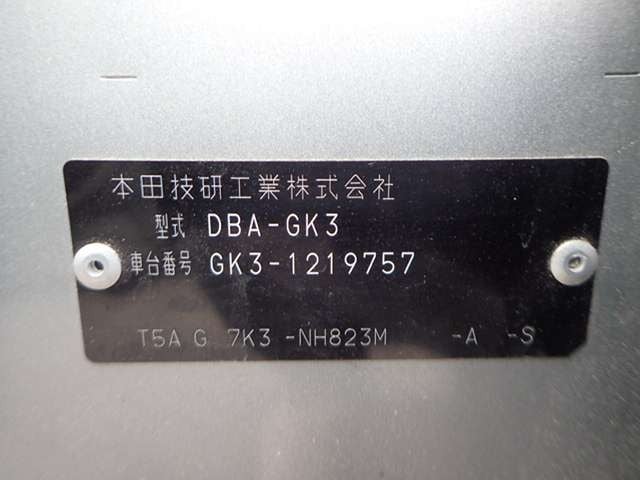 本田技研工業株式会社
型式 DBA-GK3
車台番号 GK3-1219757
T5A G 7K3 -NH823M -A -S